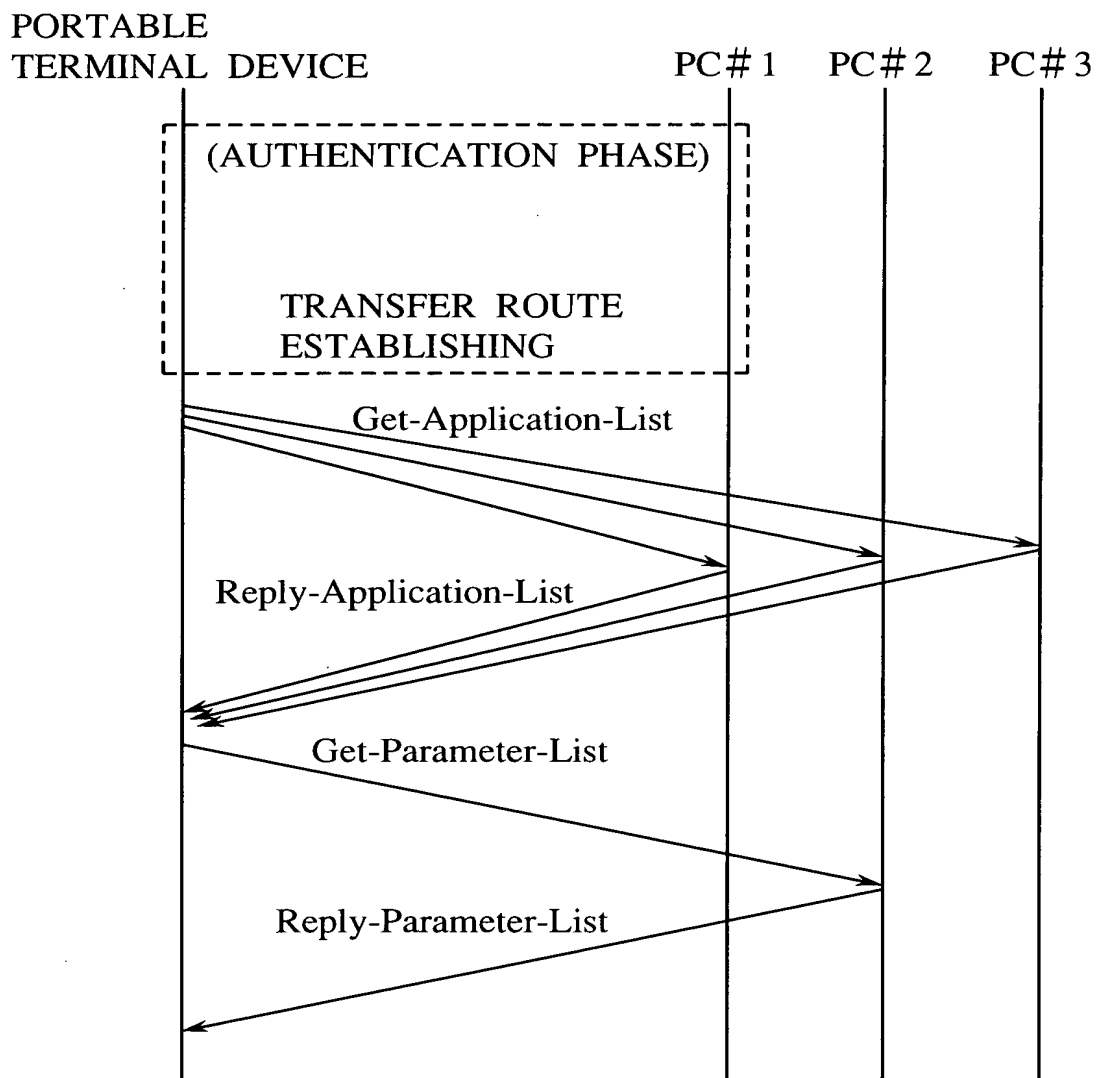 PORTABLE
TERMINAL DEVICE
PC# 1
PC# 2
PC# 3
(AUTHENTICATION PHASE)
TRANSFER ROUTE
ESTABLISHING
Get-Application-List
Reply-Application-List
Get-Parameter-List
Reply-Parameter-List